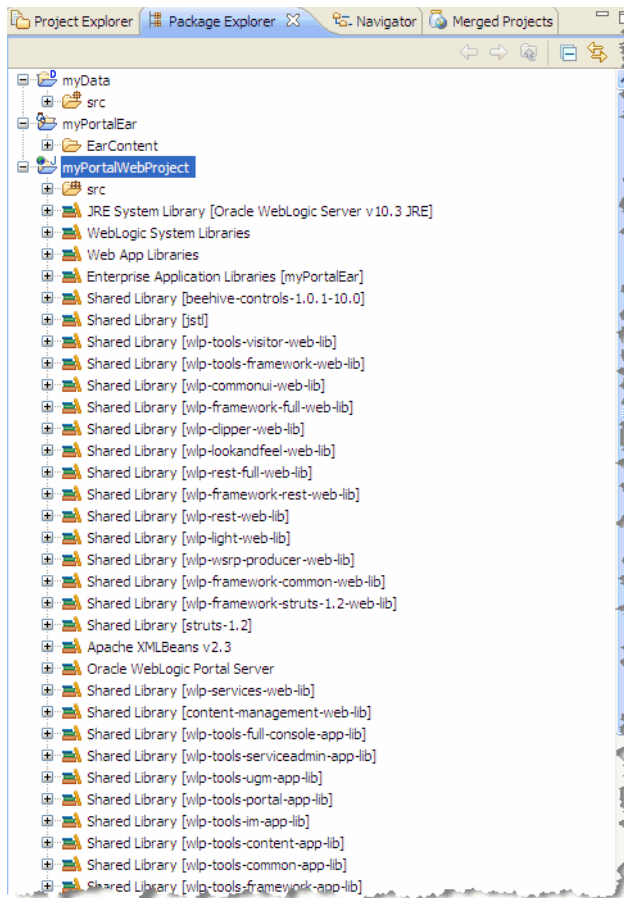 Project Explorer Package Explorer Navigator Merged Projects
myData
src
myPortalEar
EarContent
myPortalWebProject
src
JRE System Library [Oracle WebLogic Server v10.3 JRE]
WebLogic System Libraries
Web App Libraries
Enterprise Application Libraries [myPortalEar]
Shared Library [beehive-controls-1.0.1-10.0]
Shared Library [jstl]
Shared Library [wlp-tools-visitor-web-lib]
Shared Library [wlp-tools-framework-web-lib]
Shared Library [wlp-commonui-web-lib]
Shared Library [wlp-framework-full-web-lib]
Shared Library [wlp-clipper-web-lib]
Shared Library [wlp-lookandfeel-web-lib]
Shared Library [wlp-rest-full-web-lib]
Shared Library [wlp-framework-rest-web-lib]
Shared Library [wlp-rest-web-lib]
Shared Library [wlp-light-web-lib]
Shared Library [wlp-wsrp-producer-web-lib]
Shared Library [wlp-framework-common-web-lib]
Shared Library [wlp-framework-struts-1.2-web-lib]
Shared Library [struts-1.2]
Apache XMLBeans v2.3
Oracle WebLogic Portal Server
Shared Library [wlp-services-web-lib]
Shared Library [content-management-web-lib]
Shared Library [wlp-tools-full-console-app-lib]
Shared Library [wlp-tools-serviceadmin-app-lib]
Shared Library [wlp-tools-ugm-app-lib]
Shared Library [wlp-tools-portal-app-lib]
Shared Library [wlp-tools-im-app-lib]
Shared Library [wlp-tools-content-app-lib]
Shared Library [wlp-tools-common-app-lib]
Shared Library [wlp-tools-framework-app-lib]